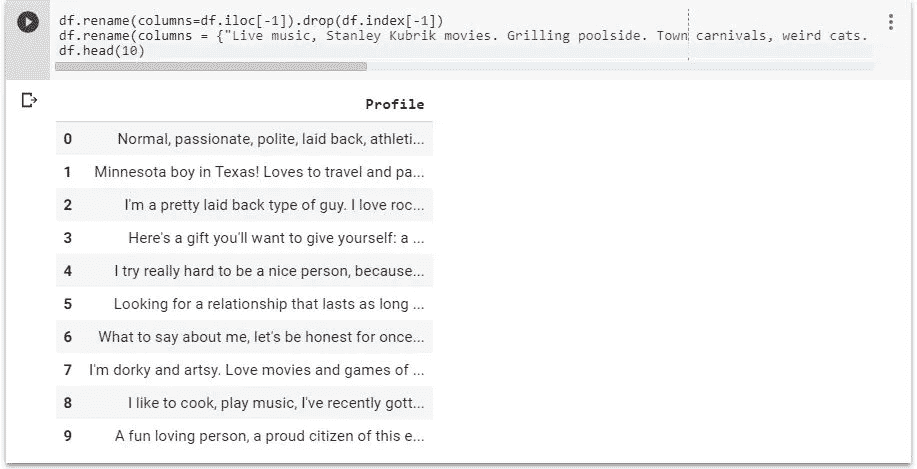 df.rename(columns=df.iloc[-1]).drop(df.index[-1])
df.rename(columns = {"Live music, Stanley Kubrik movies. Grilling poolside. Town carnivals, weird cats.
df.head(10)
Profile
0 Normal, passionate, polite, laid back, athleti...
1 Minnesota boy in Texas! Loves to travel and pa...
2 I'm a pretty laid back type of guy. I love roc...
3 Here's a gift you'll want to give yourself: a ...
4 I try really hard to be a nice person, because...
5 Looking for a relationship that lasts as long ...
6 What to say about me, let's be honest for once...
7 I'm dorky and artsy. Love movies and games of ...
8 I like to cook, play music, I've recently gott...
9 A fun loving person, a proud citizen of this e...